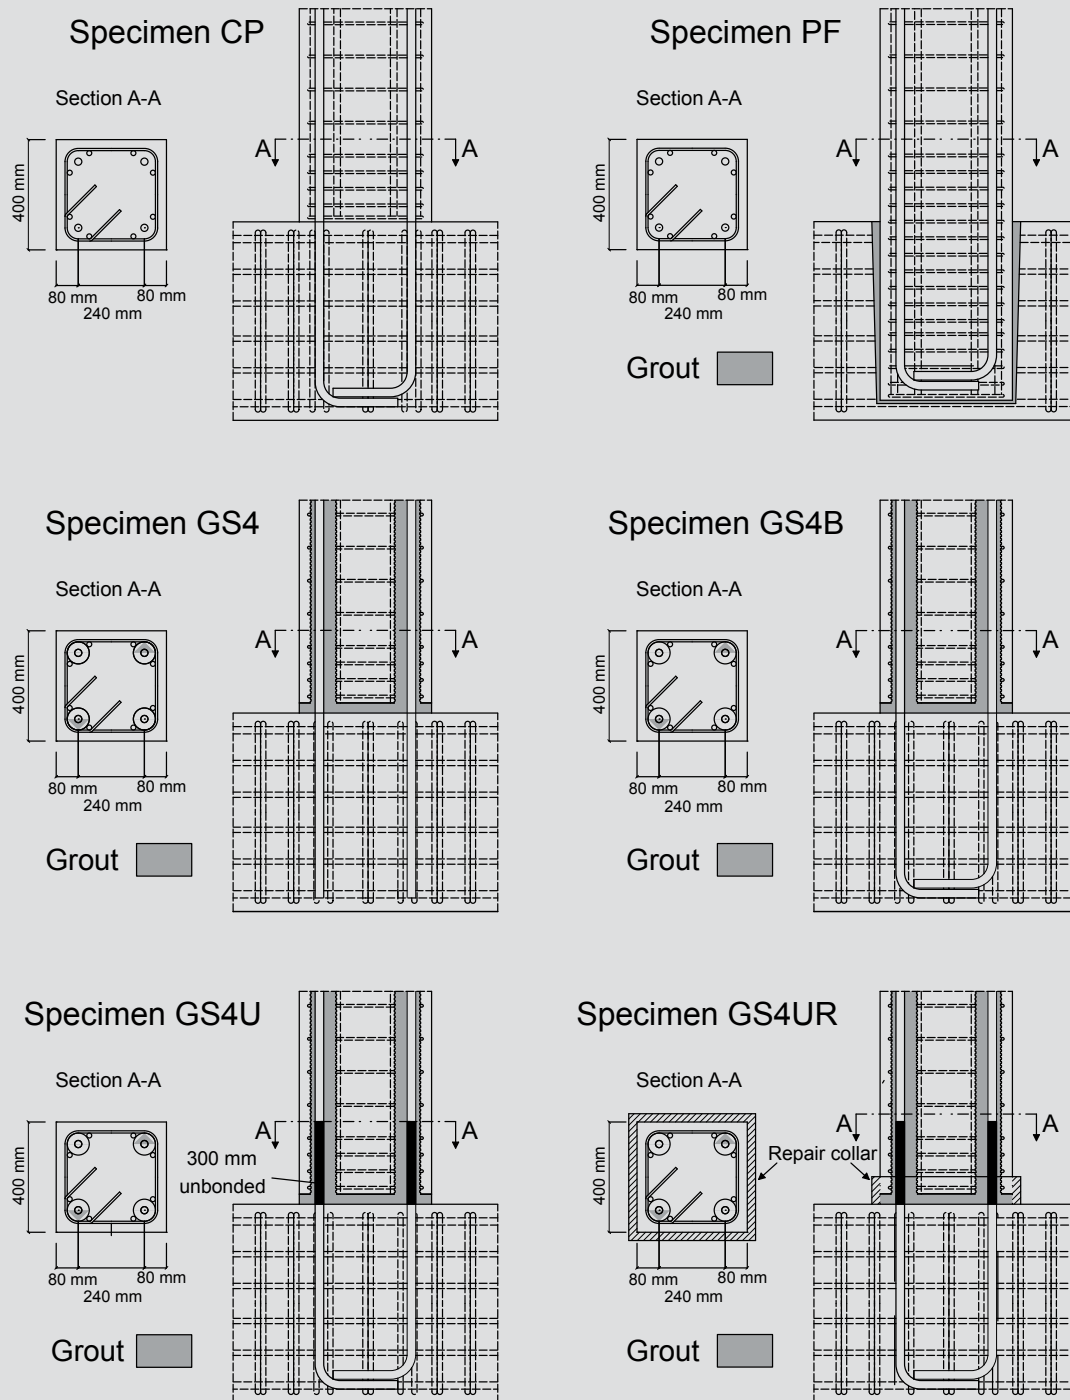 Specimen CP
Section A-A
A
A
400 mm
80 mm
80 mm
240 mm
Specimen PF
Section A-A
A
A
400 mm
80 mm
80 mm
240 mm
Grout
Specimen GS4
Section A-A
A
A
400 mm
80 mm
80 mm
240 mm
Grout
Specimen GS4B
Section A-A
A
A
400 mm
80 mm
80 mm
240 mm
Grout
Specimen GS4U
Section A-A
A
A
400 mm
300 mm
unbonded
80 mm
80 mm
240 mm
Grout
Specimen GS4UR
Section A-A
A
A
400 mm
Repair collar
80 mm
80 mm
240 mm
Grout